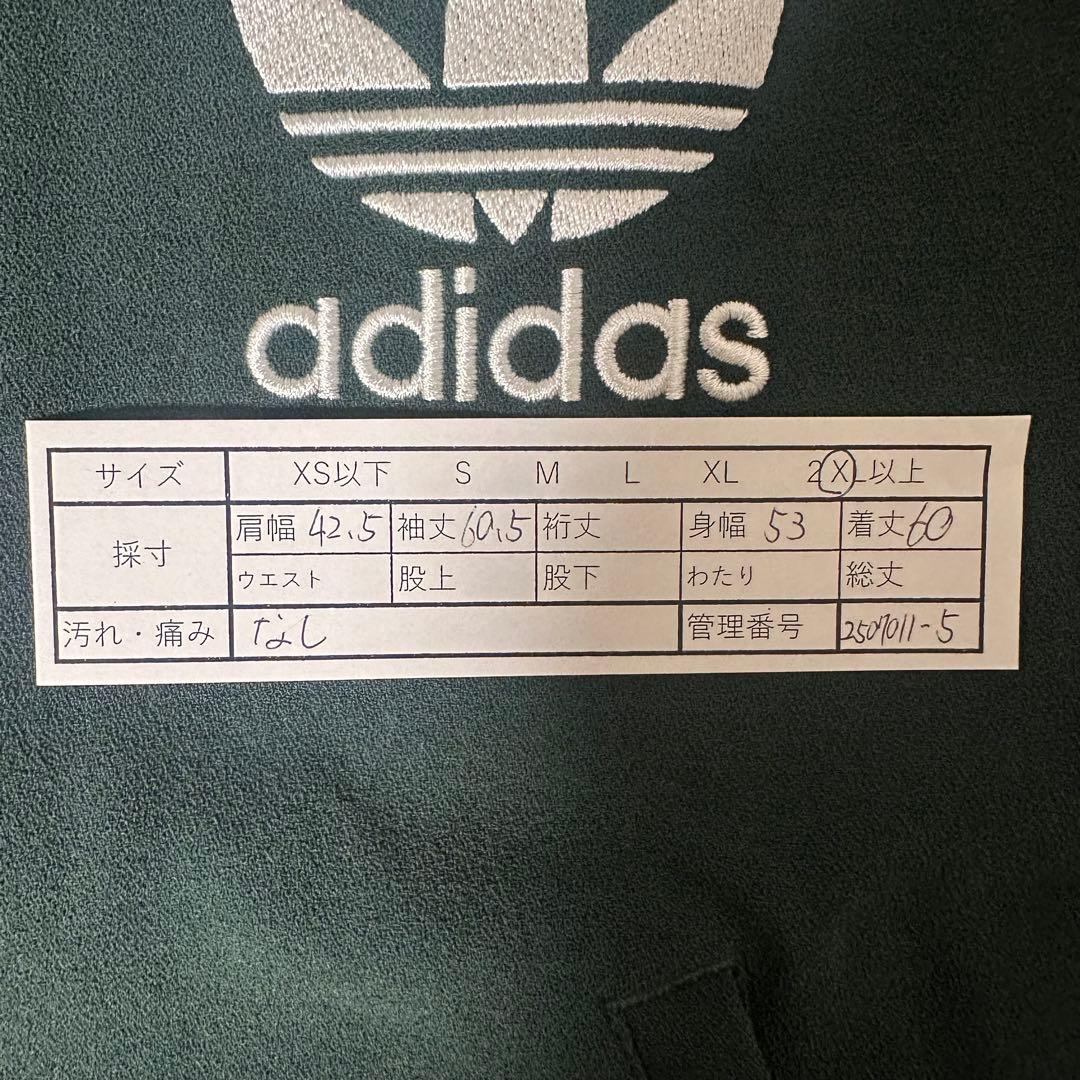 adidas
サイズ XS以下 S M L XL 2XL以上
採寸 肩幅 42.5 袖丈 60.5 裄丈 身幅 53 着丈 60
ウエスト 股上 股下 わたり 総丈
汚れ・痛み なし 管理番号 2507011-5